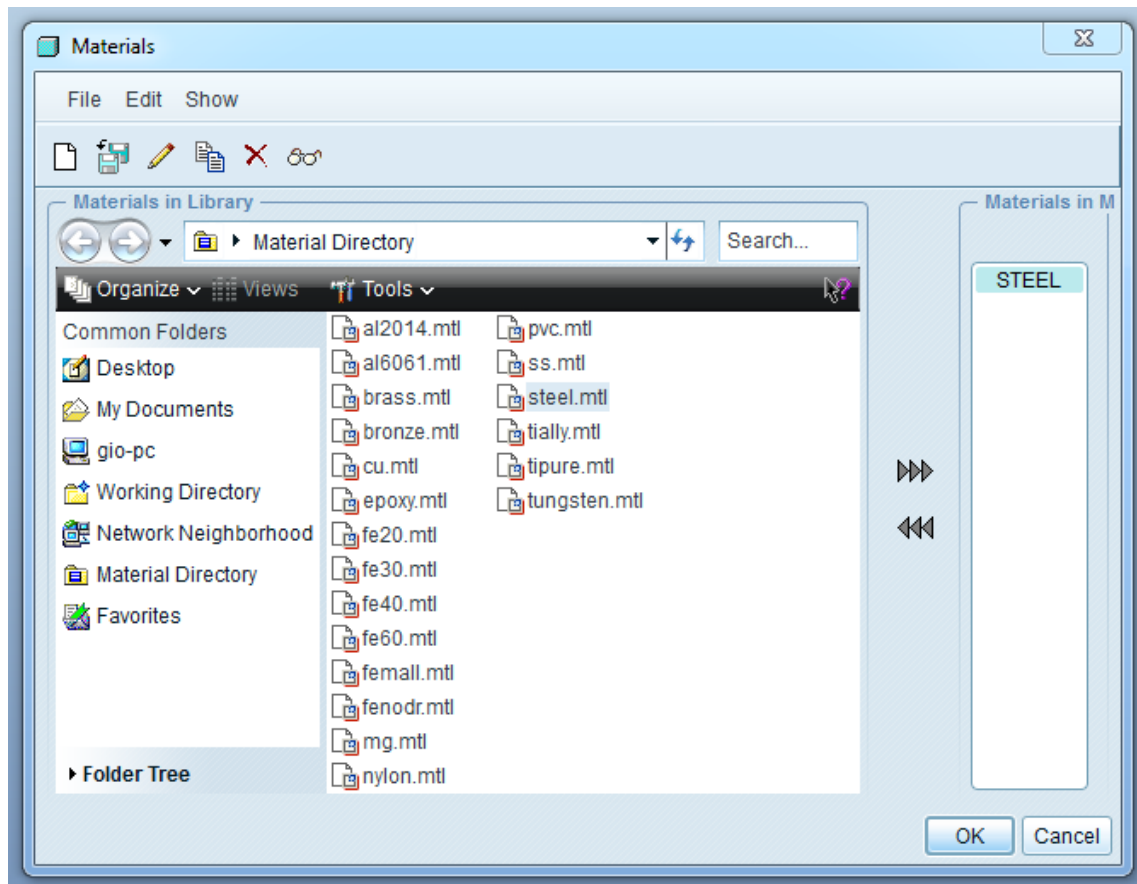 Materials
File Edit Show
Materials in Library
Materials in M
Material Directory
Search...
Organize Views Tools
Common Folders
Desktop
My Documents
gio-pc
Working Directory
Network Neighborhood
Material Directory
Favorites
Folder Tree
al2014.mtl
al6061.mtl
brass.mtl
bronze.mtl
cu.mtl
epoxy.mtl
fe20.mtl
fe30.mtl
fe40.mtl
fe60.mtl
femall.mtl
fenodr.mtl
mg.mtl
nylon.mtl
pvc.mtl
ss.mtl
steel.mtl
tially.mtl
tipure.mtl
tungsten.mtl
STEEL
OK Cancel